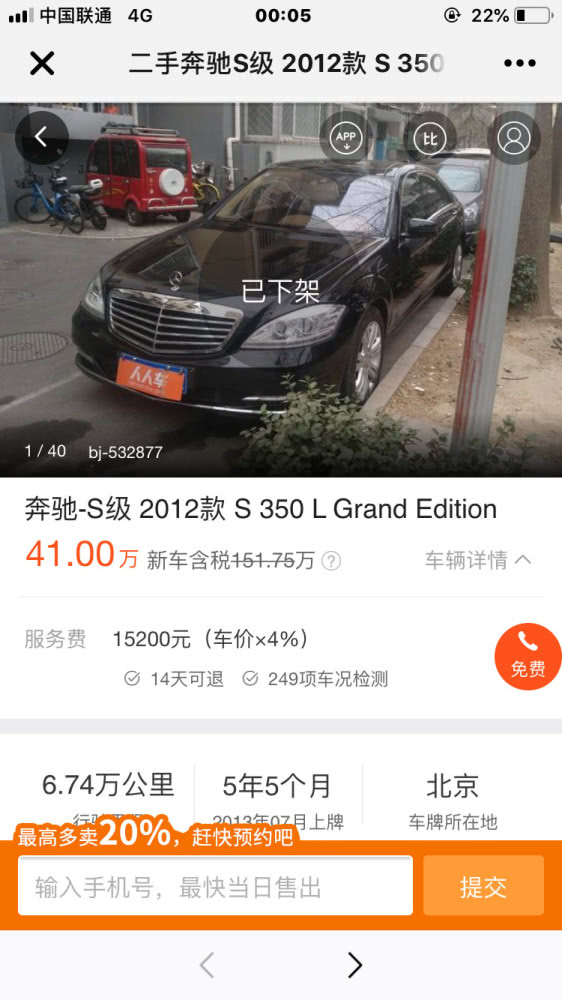 中国联通 4G 00:05 22%
二手奔驰S级 2012款 S 350
APP
比
已下架
人人车
1 / 40 bj-532877
奔驰-S级 2012款 S 350 L Grand Edition
41.00万 新车含税151.75万 ? 车辆详情
服务费 15200元（车价×4%）
14天可退 249项车况检测
免费
6.74万公里 5年5个月 北京
2013年07月上牌 车牌所在地
最高多卖20%，赶快预约吧
输入手机号，最快当日售出 提交